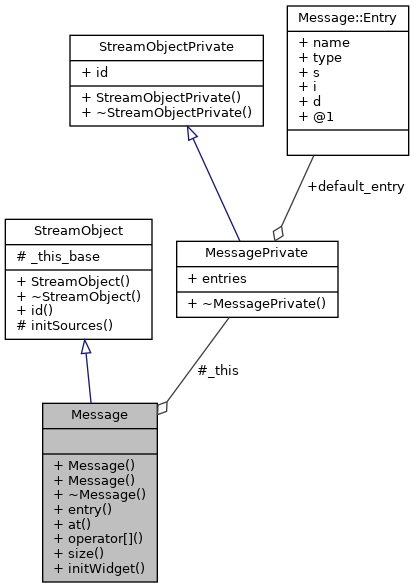 Message::Entry
+ name
+ type
+ s
+ i
+ d
+ @1
StreamObjectPrivate
+ id
+ StreamObjectPrivate()
+ ~StreamObjectPrivate()
+default_entry
StreamObject
# _this_base
+ StreamObject()
+ ~StreamObject()
+ id()
# initSources()
MessagePrivate
+ entries
+ ~MessagePrivate()
#_this
Message
+ Message()
+ Message()
+ ~Message()
+ entry()
+ at()
+ operator[]()
+ size()
+ initWidget()